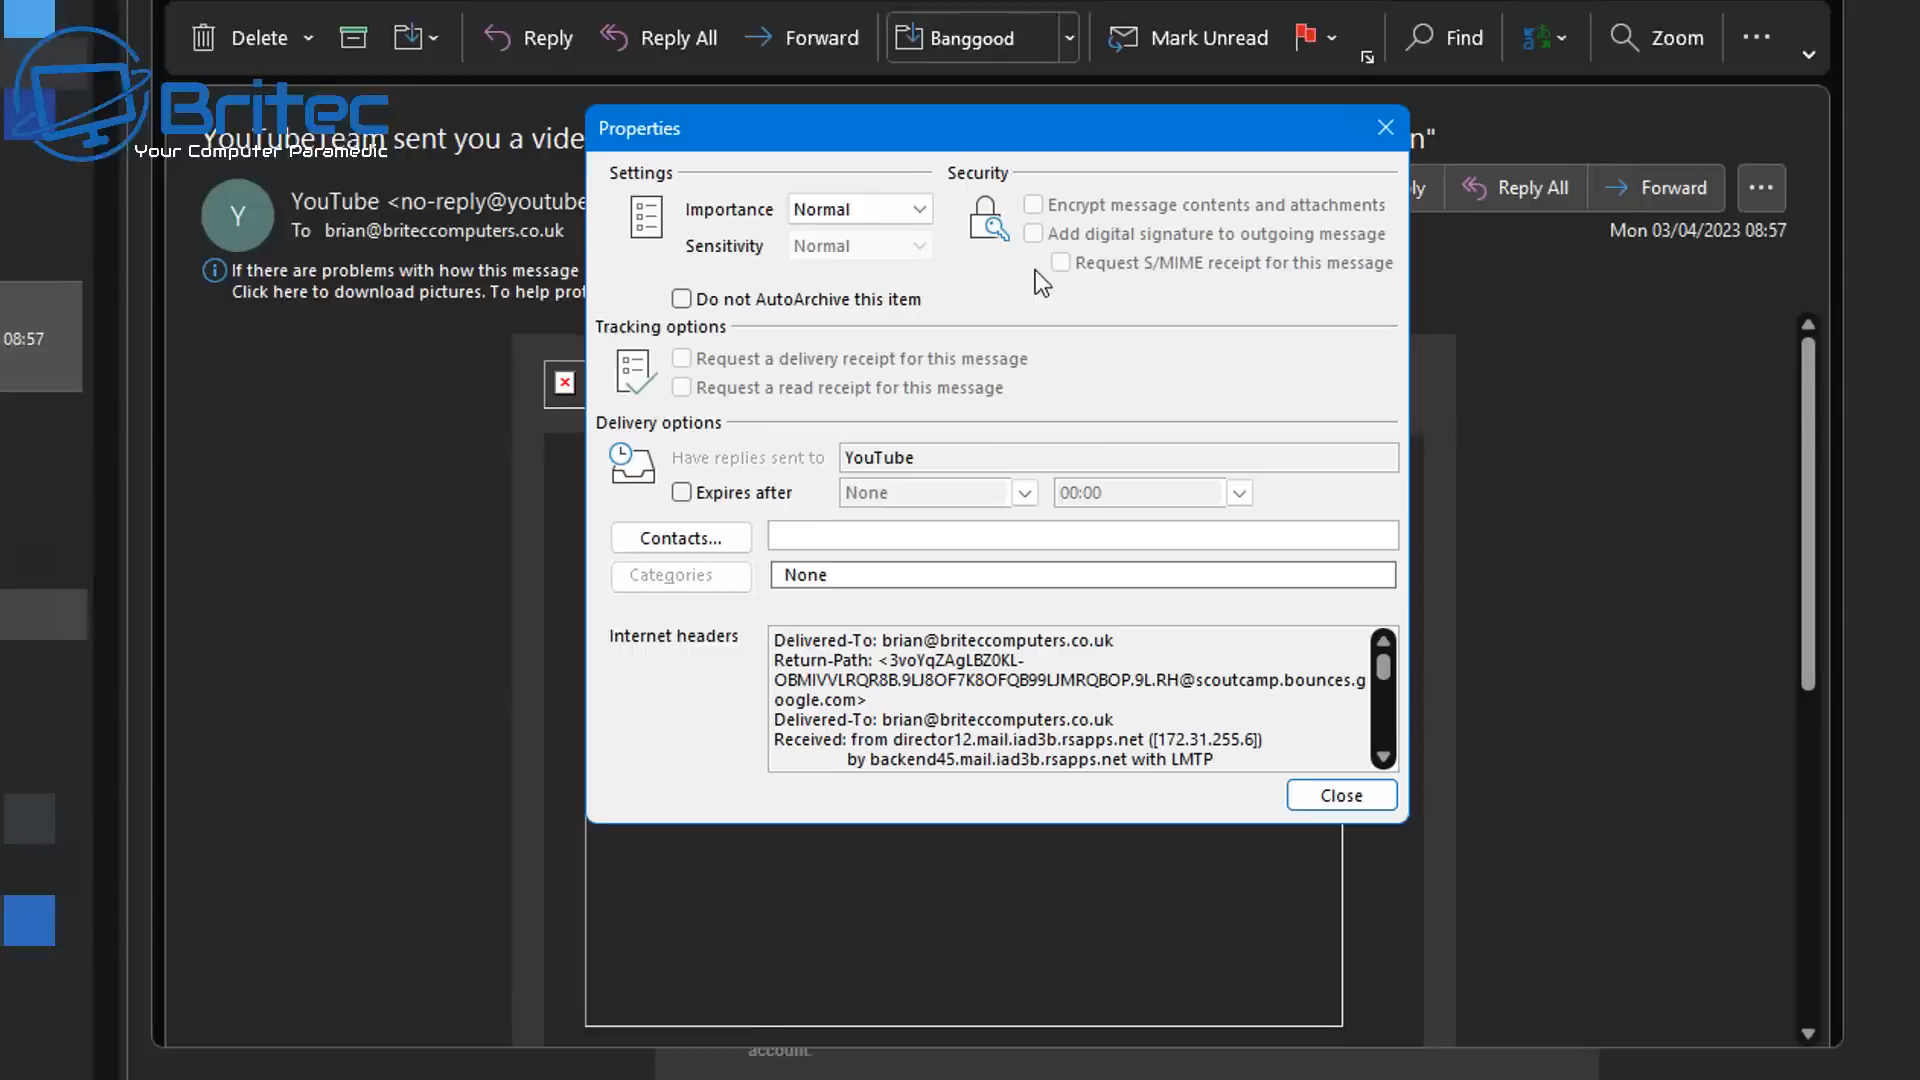 Delete
Reply
Reply All
Forward
Banggood
Mark Unread
Find
Zoom
Britec
Your Computer Paramedic
YouTubeTeam sent you a vide
n"
Y
YouTube <no-reply@youtube
To brian@briteccomputers.co.uk
ly
Reply All
Forward
Mon 03/04/2023 08:57
If there are problems with how this message
Click here to download pictures. To help prot
08:57
Properties
Settings
Security
Importance
Normal
Encrypt message contents and attachments
Sensitivity
Normal
Add digital signature to outgoing message
Request S/MIME receipt for this message
Do not AutoArchive this item
Tracking options
Request a delivery receipt for this message
Request a read receipt for this message
Delivery options
Have replies sent to
YouTube
Expires after
None
00:00
Contacts...
Categories
None
Internet headers
Delivered-To: brian@briteccomputers.co.uk
Return-Path: <3voYqZAgLBZ0KL-
OBMIVVLRQR8B.9LJ8OF7K8OFQB99LJMRQBOP.9L.RH@scoutcamp.bounces.g
oogle.com>
Delivered-To: brian@briteccomputers.co.uk
Received: from director12.mail.iad3b.rsapps.net ([172.31.255.6])
by backend45.mail.iad3b.rsapps.net with LMTP
Close
account.